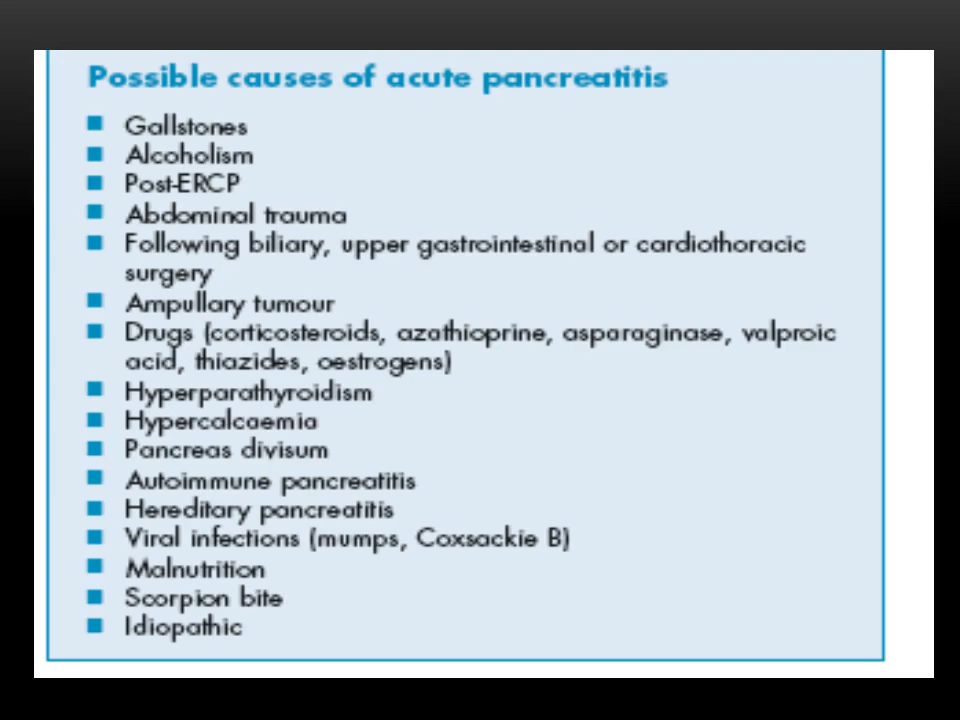 Possible causes of acute pancreatitis
Gallstones
Alcoholism
Post-ERCP
Abdominal trauma
Following biliary, upper gastrointestinal or cardiothoracic
surgery
Ampullary tumour
Drugs (corticosteroids, azathioprine, asparaginase, valproic
acid, thiazides, oestrogens)
Hyperparathyroidism
Hypercalcaemia
Pancreas divisum
Autoimmune pancreatitis
Hereditary pancreatitis
Viral infections (mumps, Coxsackie B)
Malnutrition
Scorpion bite
Idiopathic